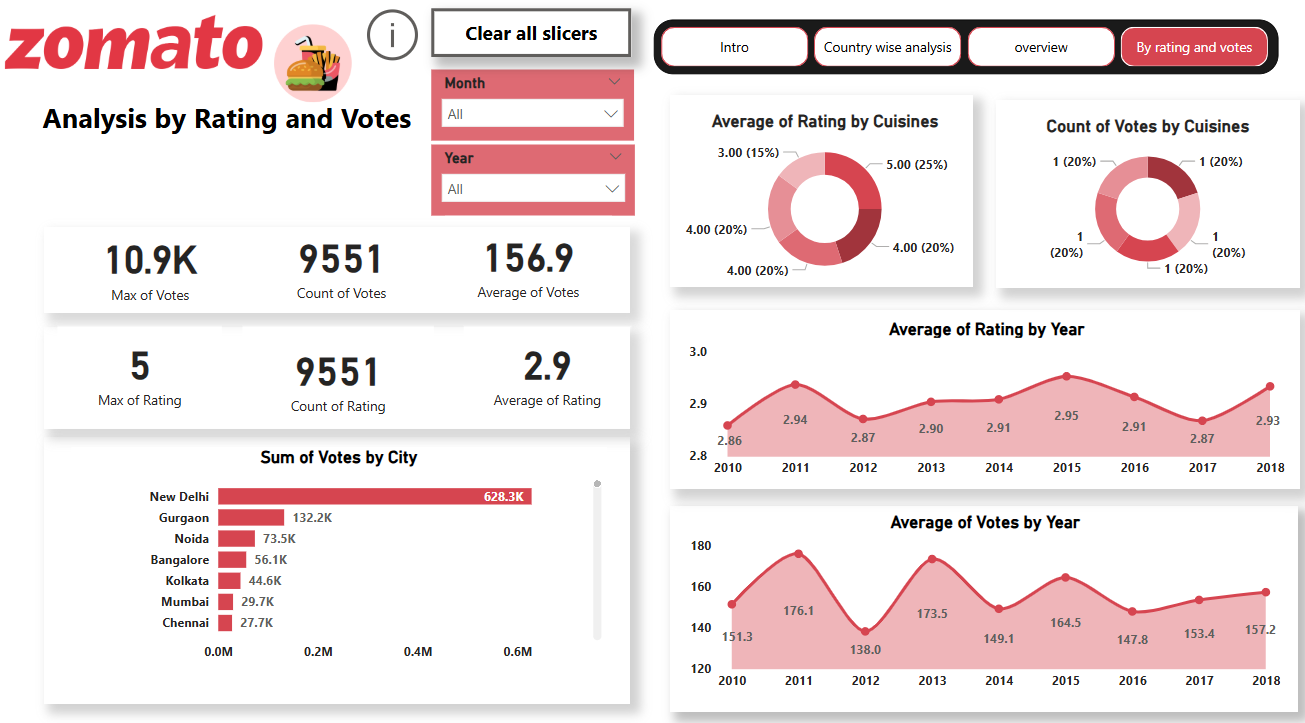 zomato
i
Clear all slicers
Intro
Country wise analysis
overview
By rating and votes
Analysis by Rating and Votes
Month
All
Year
All
10.9K
Max of Votes
9551
Count of Votes
156.9
Average of Votes
5
Max of Rating
9551
Count of Rating
2.9
Average of Rating
Sum of Votes by City
New Delhi 628.3K
Gurgaon 132.2K
Noida 73.5K
Bangalore 56.1K
Kolkata 44.6K
Mumbai 29.7K
Chennai 27.7K
0.0M 0.2M 0.4M 0.6M
Average of Rating by Cuisines
3.00 (15%) 5.00 (25%)
4.00 (20%) 4.00 (20%)
4.00 (20%)
Count of Votes by Cuisines
1 (20%) 1 (20%)
1 (20%) 1 (20%)
1 (20%)
Average of Rating by Year
3.0
2.9
2.8
2.86 2.94 2.87 2.90 2.91 2.95 2.91 2.87 2.93
2010 2011 2012 2013 2014 2015 2016 2017 2018
Average of Votes by Year
180
160
140
120
151.3 176.1 138.0 173.5 149.1 164.5 147.8 153.4 157.2
2010 2011 2012 2013 2014 2015 2016 2017 2018